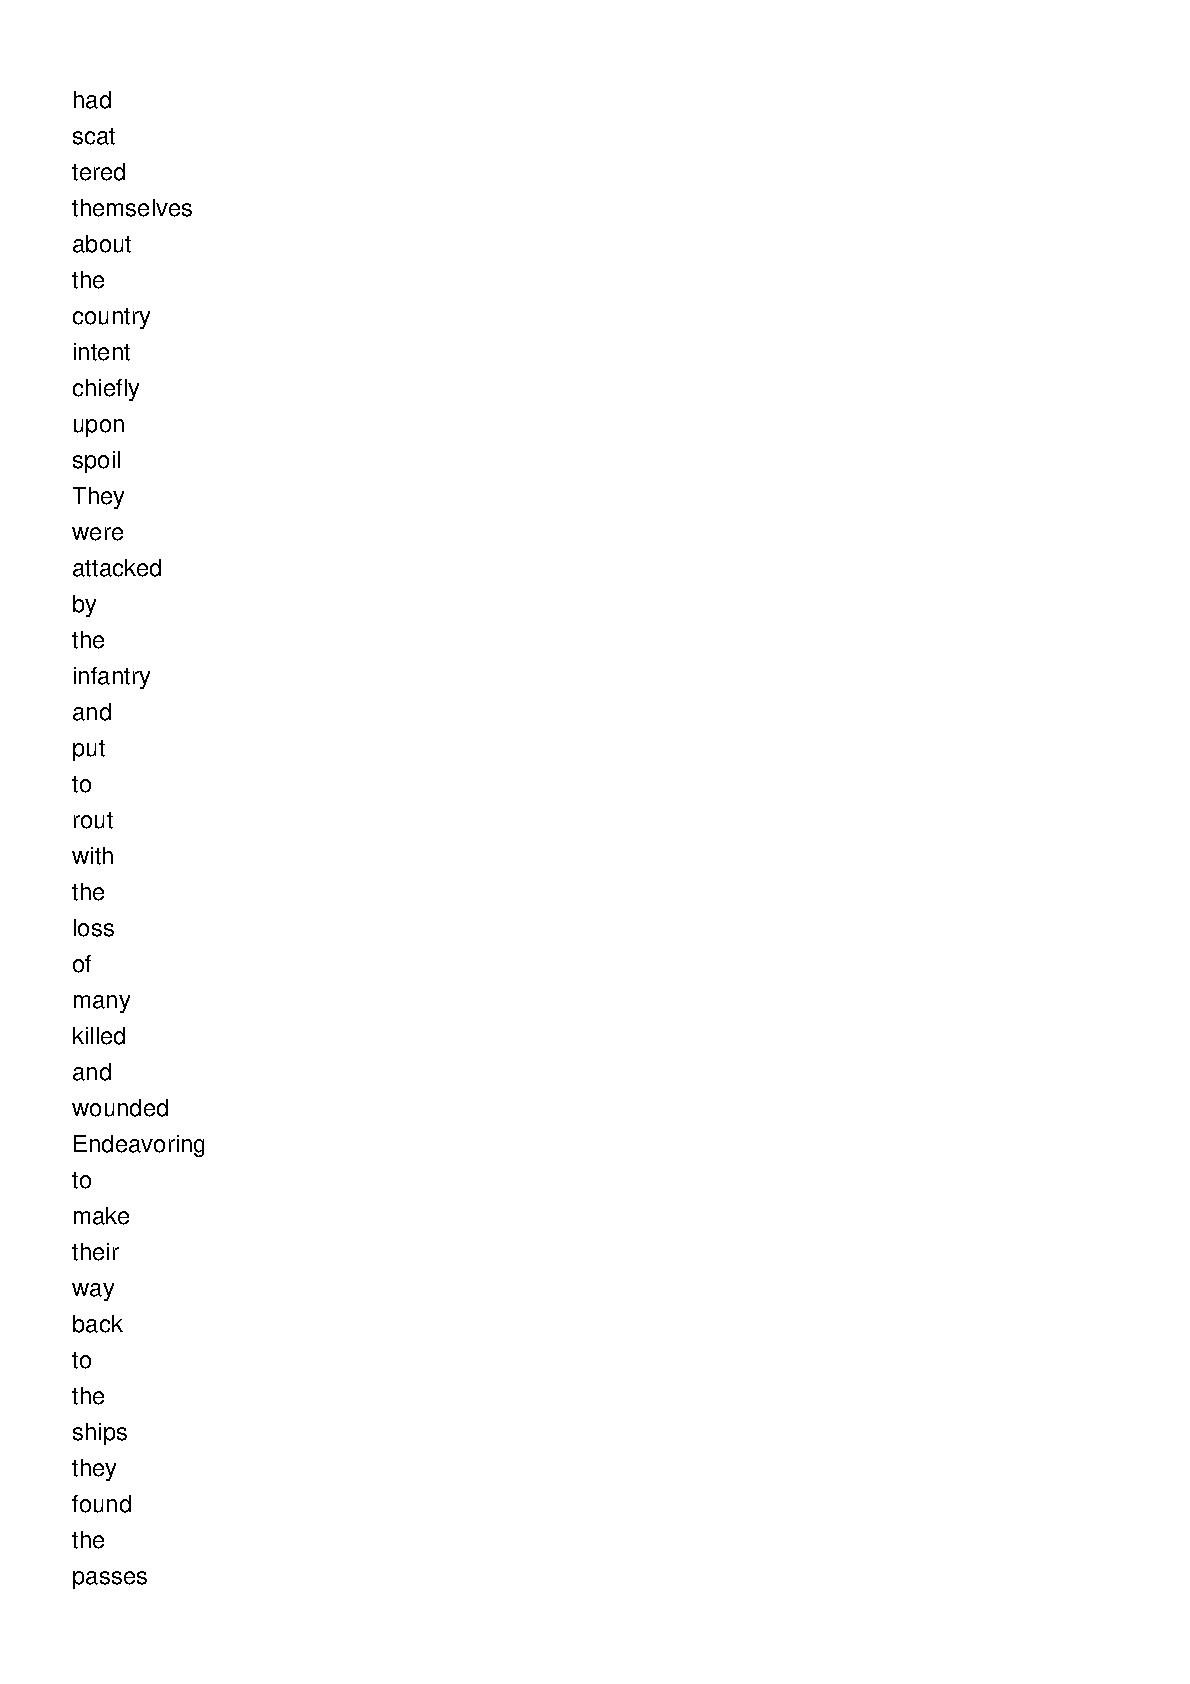 had
scat
tered
themselves
about
the
country
intent
chiefly
upon
spoil
They
were
attacked
by
the
infantry
and
put
to
rout
with
the
loss
of
many
killed
and
wounded
Endeavoring
to
make
their
way
back
to
the
ships
they
found
the
passes